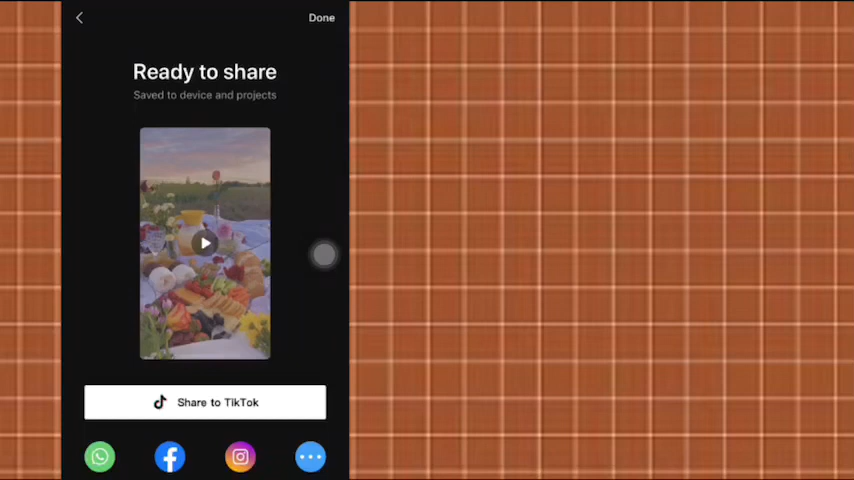 Done
Ready to share
Saved to device and projects
Share to TikTok